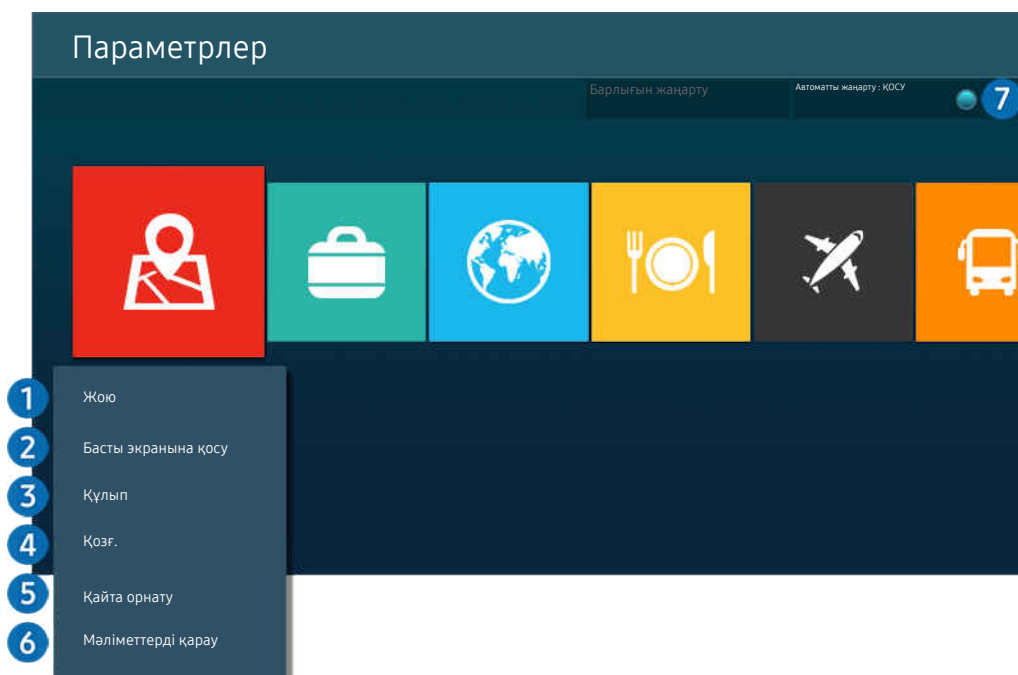 Параметрлер
Барлығын жаңарту
Автоматты жаңарту : ҚОСУ
7
1 Жою
2 Басты экранына қосу
3 Құлып
4 Қозғ.
5 Қайта орнату
6 Мәліметтерді қарау